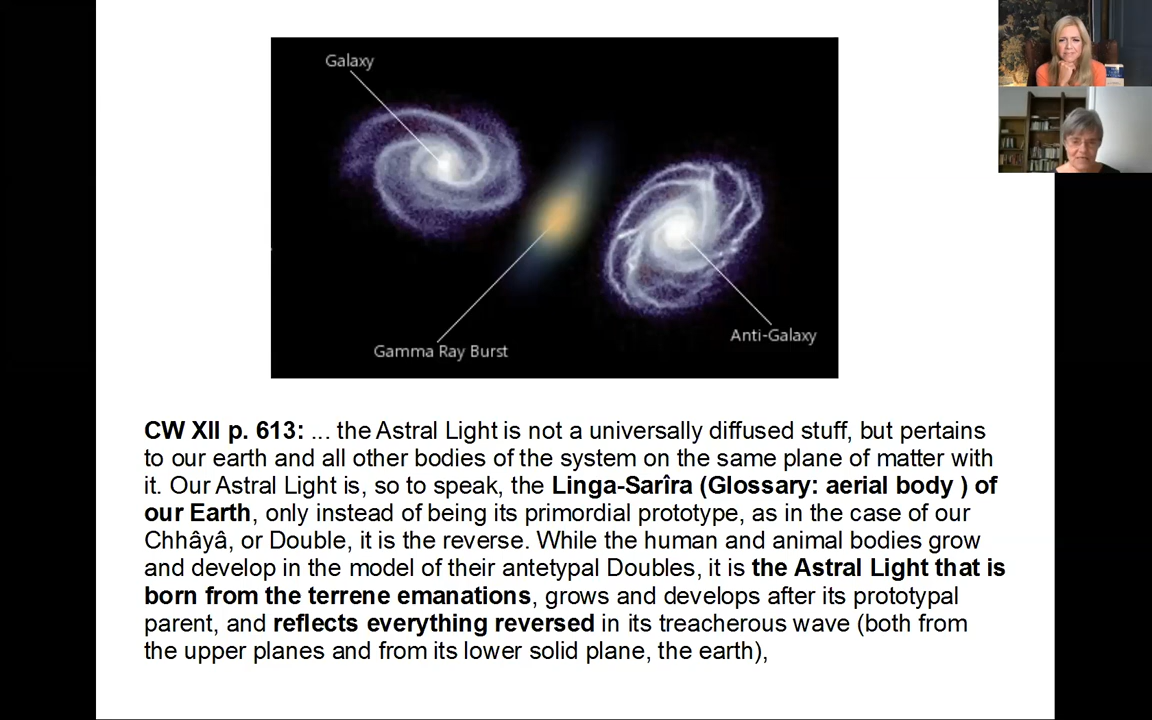 Galaxy
Gamma Ray Burst
Anti-Galaxy
CW XII p. 613: ... the Astral Light is not a universally diffused stuff, but pertains
to our earth and all other bodies of the system on the same plane of matter with
it. Our Astral Light is, so to speak, the Linga-Sarîra (Glossary: aerial body ) of
our Earth, only instead of being its primordial prototype, as in the case of our
Chhâyâ, or Double, it is the reverse. While the human and animal bodies grow
and develop in the model of their antetypal Doubles, it is the Astral Light that is
born from the terrene emanations, grows and develops after its prototypal
parent, and reflects everything reversed in its treacherous wave (both from
the upper planes and from its lower solid plane, the earth),